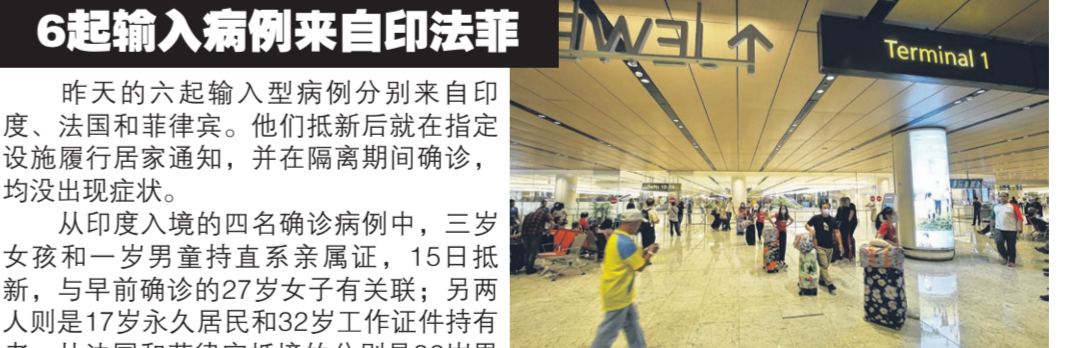 6起输入病例来自印法菲
昨天的六起输入型病例分别来自印
度、法国和菲律宾。他们抵新后就在指定
设施履行居家通知，并在隔离期间确诊，
均没出现症状。
从印度入境的四名确诊病例中，三岁
女孩和一岁男童持直系亲属证，15日抵
新，与早前确诊的27岁女子有关联；另两
人则是17岁永久居民和32岁工作证件持有
JEWEL
Terminal 1